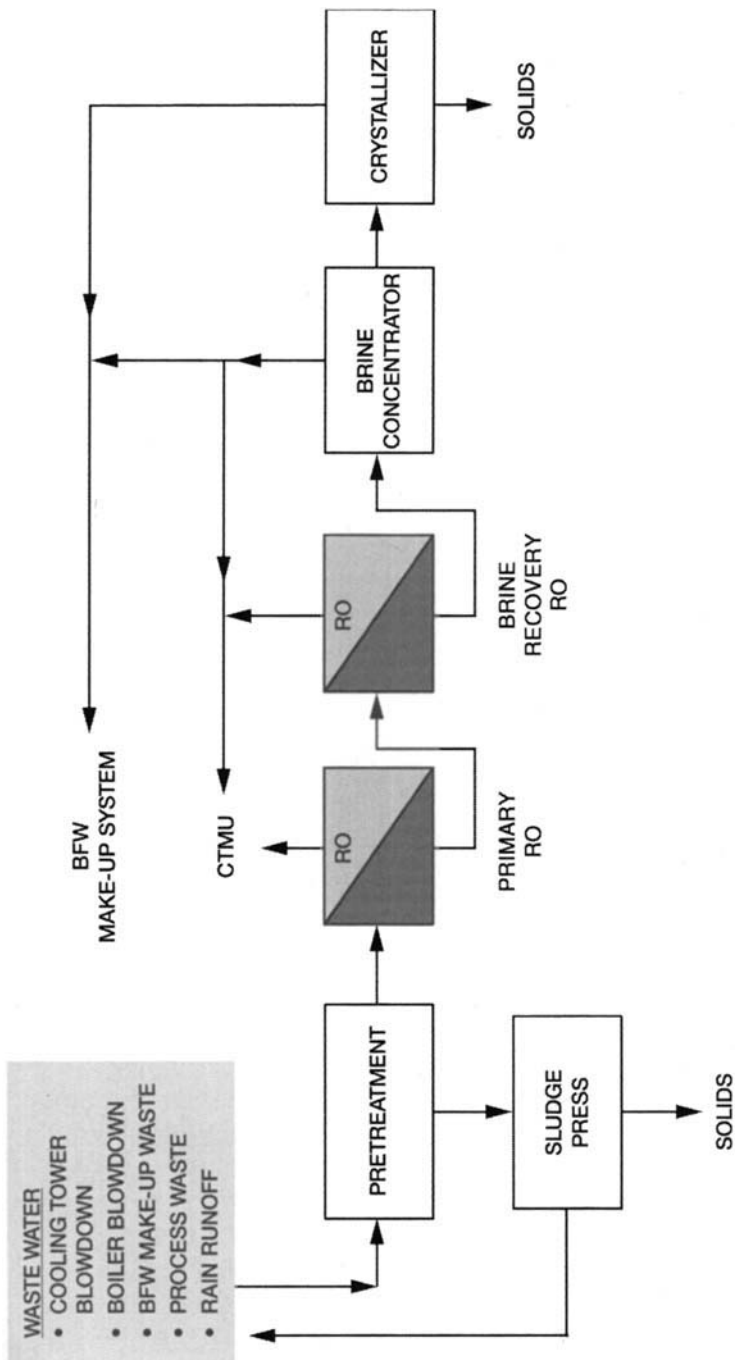 WASTE WATER
• COOLING TOWER
BLOWDOWN
• BOILER BLOWDOWN
• BFW MAKE-UP WASTE
• PROCESS WASTE
• RAIN RUNOFF
BFW
MAKE-UP SYSTEM
CTMU
PRETREATMENT
RO
PRIMARY
RO
RO
BRINE
RECOVERY
RO
BRINE
CONCENTRATOR
CRYSTALLIZER
SOLIDS
SLUDGE
PRESS
SOLIDS